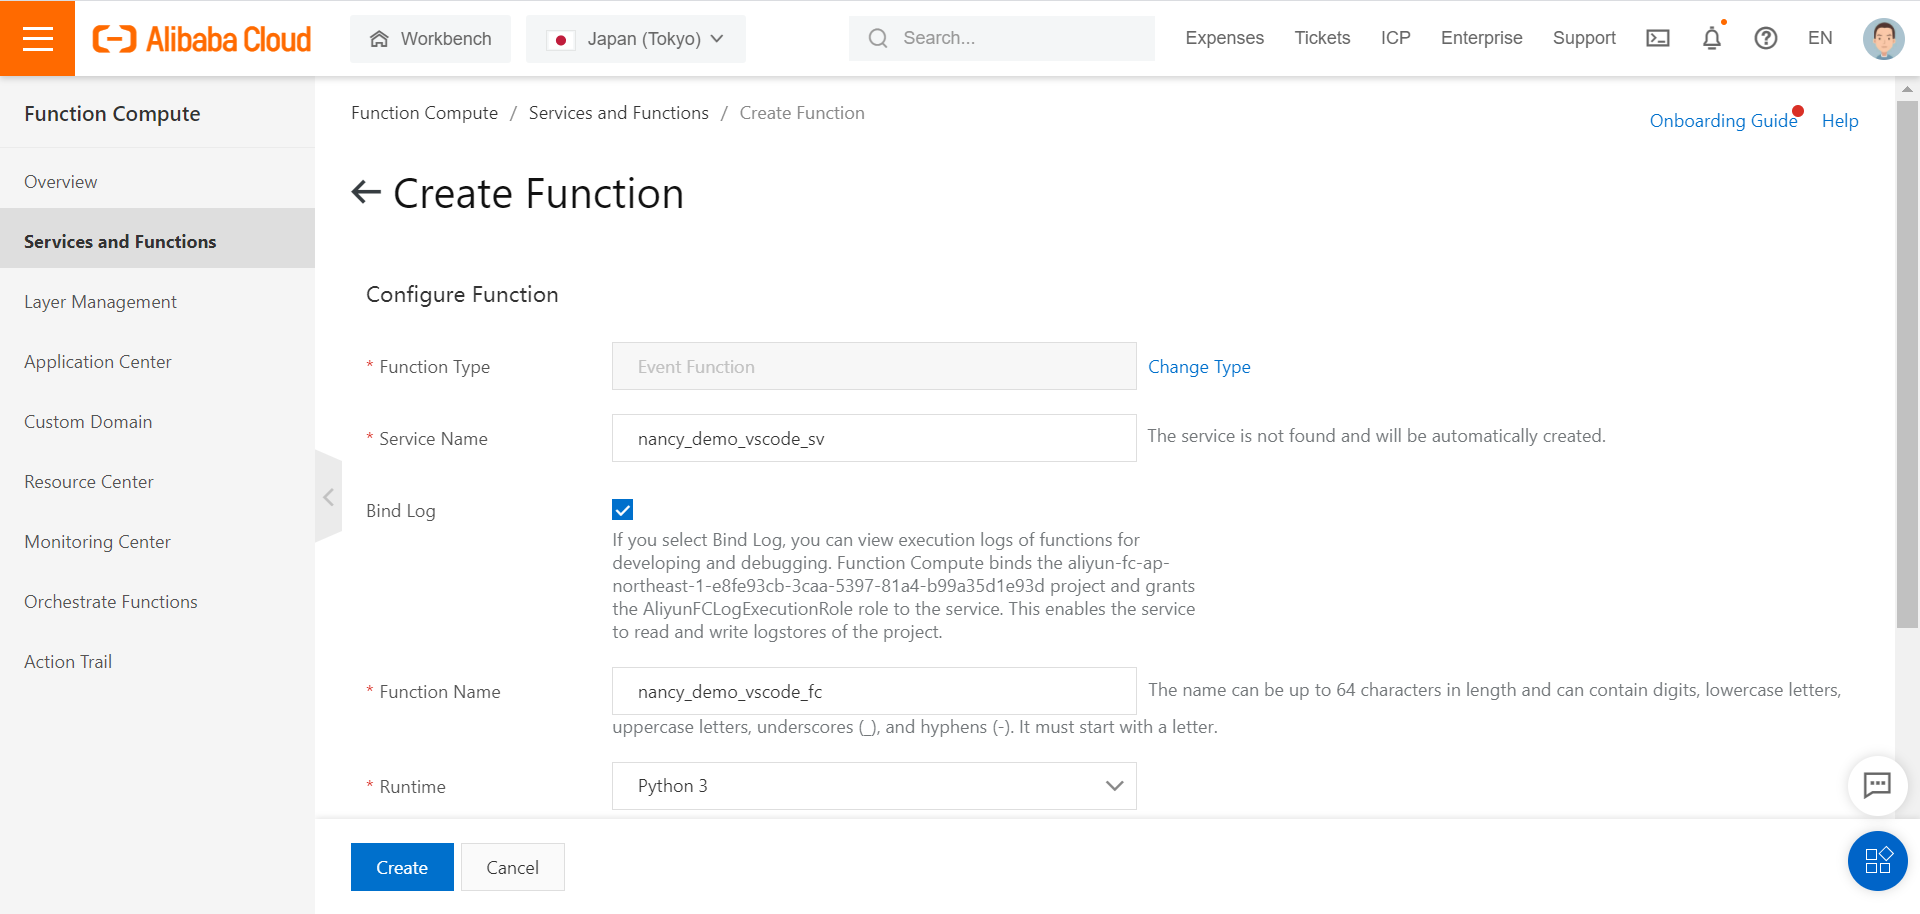 Alibaba Cloud
Workbench
Japan (Tokyo)
Search...
Expenses
Tickets
ICP
Enterprise
Support
EN
Function Compute
Overview
Services and Functions
Layer Management
Application Center
Custom Domain
Resource Center
Monitoring Center
Orchestrate Functions
Action Trail
Function Compute / Services and Functions / Create Function
Onboarding Guide
Help
Create Function
Configure Function
* Function Type
Event Function
Change Type
* Service Name
nancy_demo_vscode_sv
The service is not found and will be automatically created.
Bind Log
If you select Bind Log, you can view execution logs of functions for
developing and debugging. Function Compute binds the aliyun-fc-ap-
northeast-1-e8fe93cb-3caa-5397-81a4-b99a35d1e93d project and grants
the AliyunFCLogExecutionRole role to the service. This enables the service
to read and write logstores of the project.
* Function Name
nancy_demo_vscode_fc
The name can be up to 64 characters in length and can contain digits, lowercase letters,
uppercase letters, underscores (_), and hyphens (-). It must start with a letter.
* Runtime
Python 3
Create
Cancel